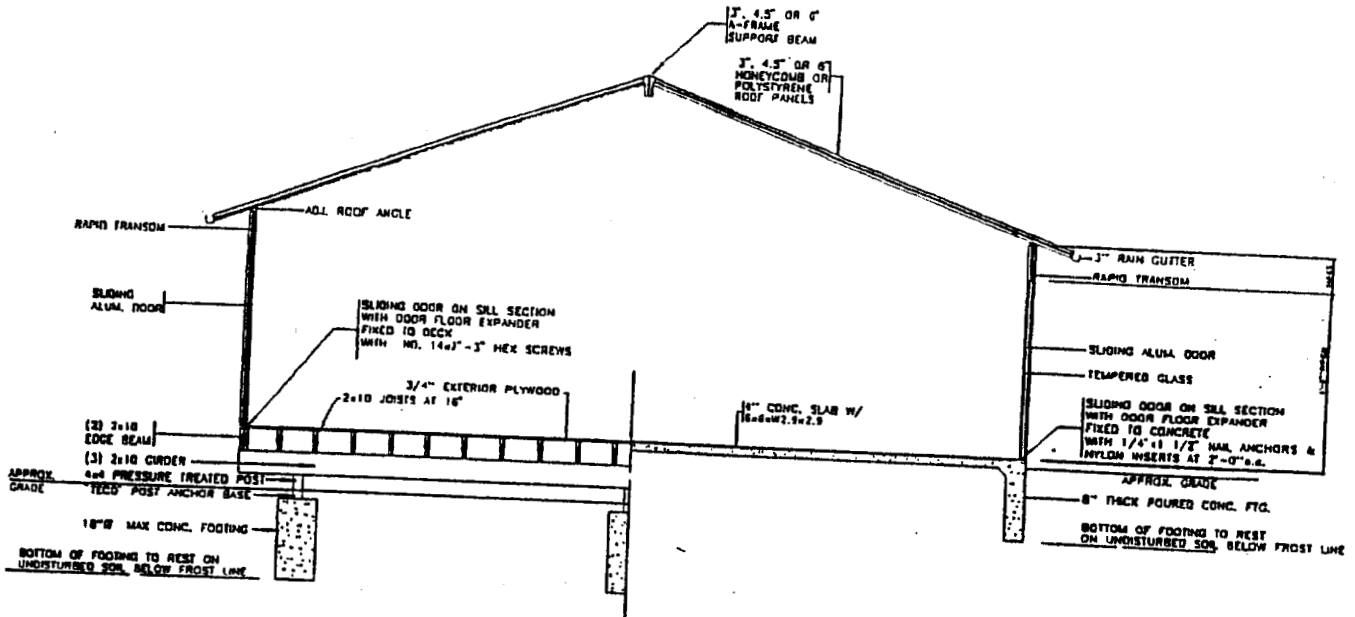 3", 4.5" OR 6"
A-FRAME
SUPPORT BEAM
3", 4.5" OR 6"
HONEYCOMB OR
POLYSTYRENE
ROOF PANELS
ADJ. ROOF ANGLE
RAPID TRANSOM
SLIDING
ALUM. DOOR
SLIDING DOOR ON SILL SECTION
WITH DOOR FLOOR EXPANDER
FIXED TO DECK
WITH NO. 14x3"-3" HEX SCREWS
3/4" EXTERIOR PLYWOOD
2x10 JOISTS AT 16"
(2) 2x10
EDGE BEAM
(3) 2x10 GIRDER
4x4 PRESSURE TREATED POST
'TECO' POST ANCHOR BASE
APPROX.
GRADE
18"Ø MAX CONC. FOOTING
BOTTOM OF FOOTING TO REST ON
UNDISTURBED SOIL BELOW FROST LINE
4" CONC. SLAB W/
6x6xW2.9x2.9
3" RAIN GUTTER
RAPID TRANSOM
SLIDING ALUM. DOOR
TEMPERED GLASS
SLIDING DOOR ON SILL SECTION
WITH DOOR FLOOR EXPANDER
FIXED TO CONCRETE
WITH 1/4"x1 1/2" NAIL ANCHORS &
NYLON INSERTS AT 2'-0" o.c.
APPROX. GRADE
8" THICK POURED CONC. FTG.
BOTTOM OF FOOTING TO REST
ON UNDISTURBED SOIL BELOW FROST LINE